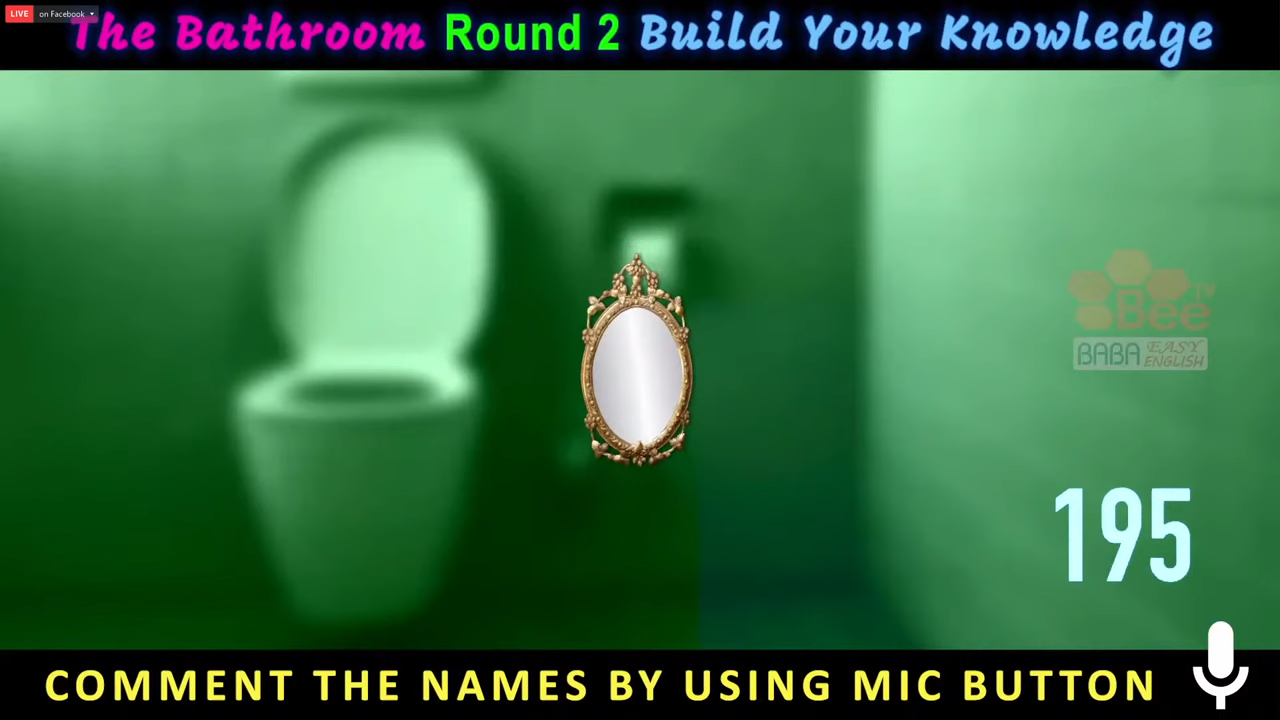 LIVE on Facebook
The Bathroom Round 2 Build Your Knowledge
Bee TV
BABA EASY ENGLISH
195
COMMENT THE NAMES BY USING MIC BUTTON